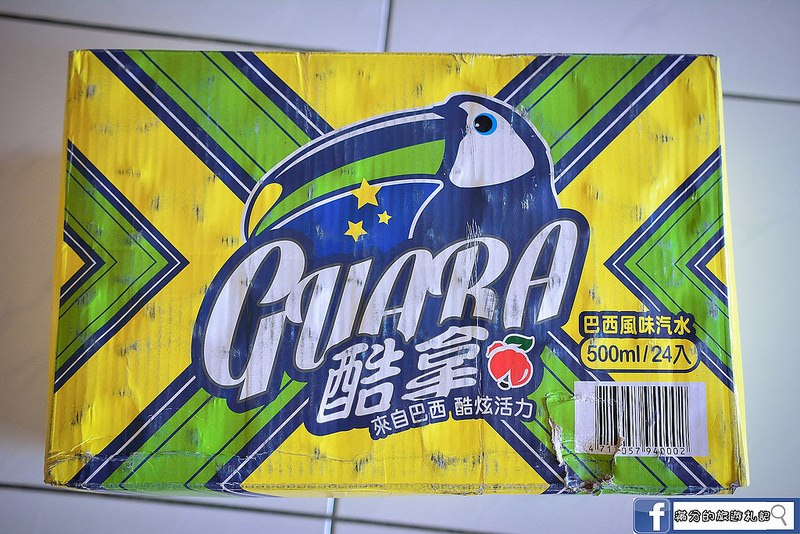 GUARA
酷拿
來自巴西 酷炫活力
巴西風味汽水
500ml/24入
滿分的旅遊札記